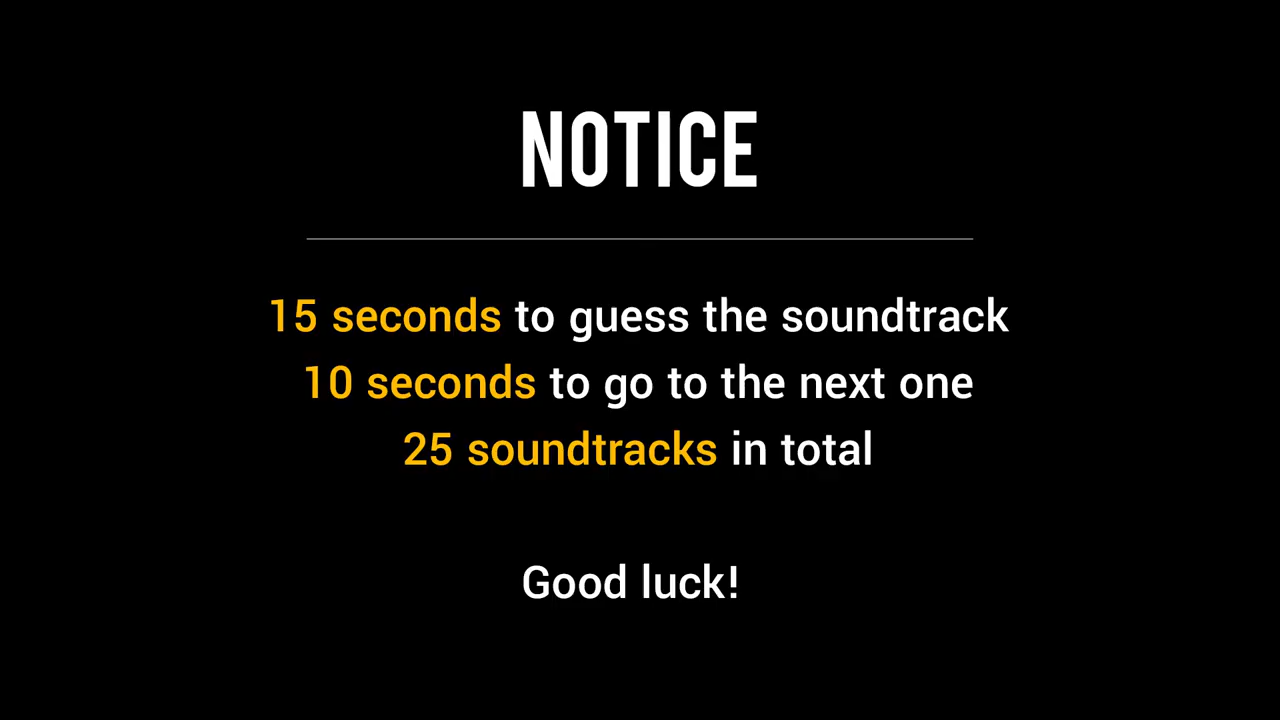 NOTICE
15 seconds to guess the soundtrack
10 seconds to go to the next one
25 soundtracks in total
Good luck!